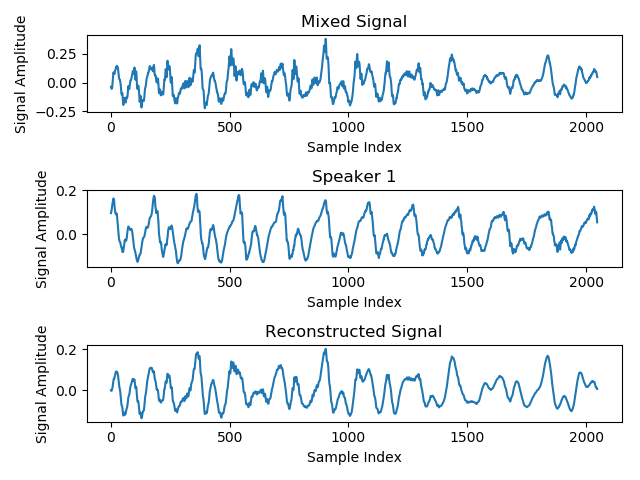 Mixed Signal
Signal Amplitude
0.25
0.00
−0.25
0
500
1000
1500
2000
Sample Index
Speaker 1
Signal Amplitude
0.2
0.0
0
500
1000
1500
2000
Sample Index
Reconstructed Signal
Signal Amplitude
0.2
0.0
0
500
1000
1500
2000
Sample Index